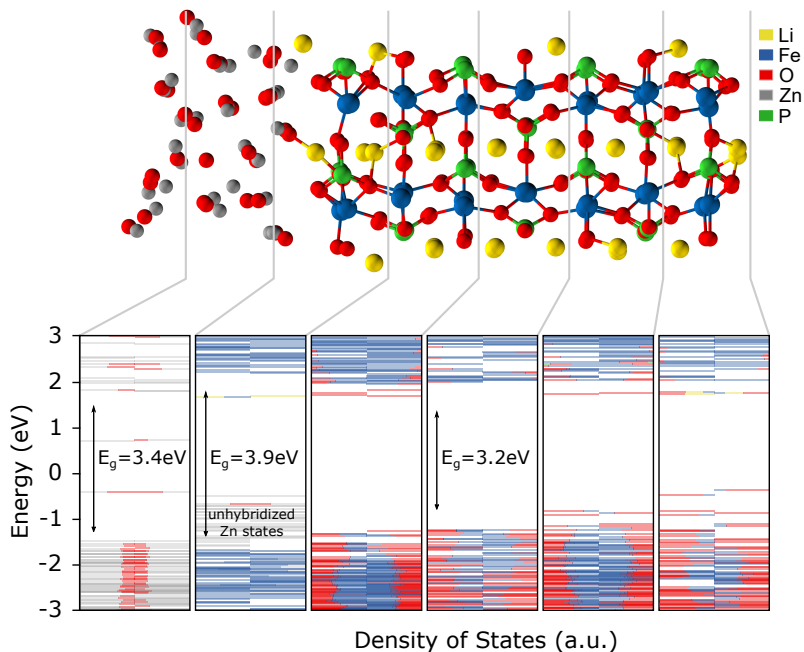 Li
Fe
O
Zn
P
Energy (eV)
3
2
1
0
-1
-2
-3
E_g=3.4eV
E_g=3.9eV
unhybridized
Zn states
E_g=3.2eV
Density of States (a.u.)